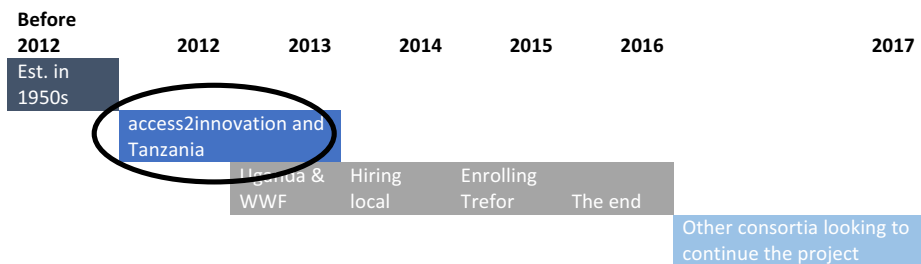 Before
2012 2012 2013 2014 2015 2016 2017
Est. in
1950s
access2innovation and
Tanzania
Uganda & Hiring Enrolling
WWF local Trefor The end
Other consortia looking to
continue the project